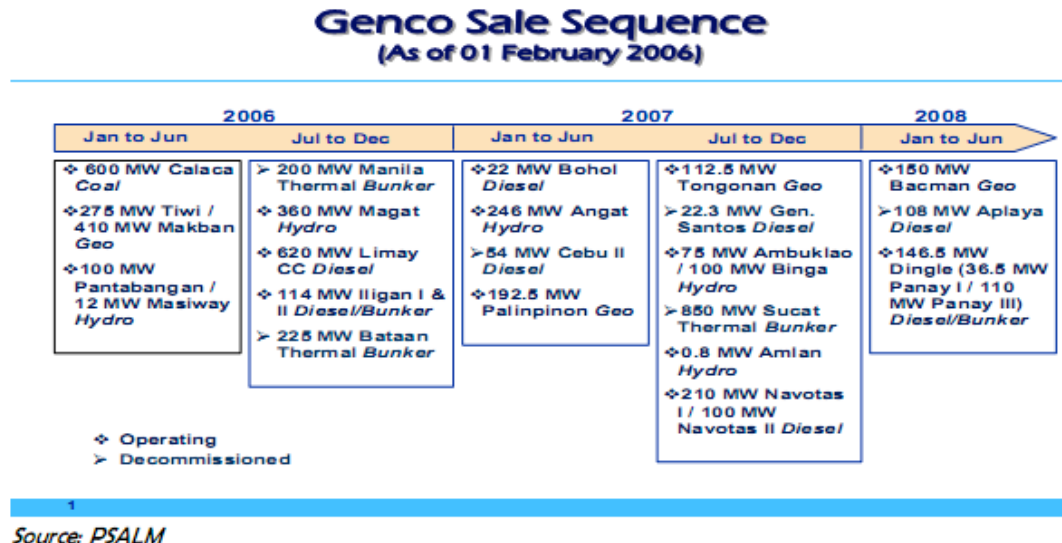 Genco Sale Sequence
(As of 01 February 2006)
2006
2007
2008
Jan to Jun
Jul to Dec
Jan to Jun
Jul to Dec
Jan to Jun
❖ 600 MW Calaca
Coal
❖275 MW Tiwi /
410 MW Makban
Geo
❖100 MW
Pantabangan /
12 MW Masiway
Hydro
➢ 200 MW Manila
Thermal Bunker
❖ 360 MW Magat
Hydro
❖ 620 MW Limay
CC Diesel
❖ 114 MW Iligan I &
II Diesel/Bunker
➢ 225 MW Bataan
Thermal Bunker
❖22 MW Bohol
Diesel
❖246 MW Angat
Hydro
➢54 MW Cebu II
Diesel
❖192.5 MW
Palinpinon Geo
❖112.5 MW
Tongonan Geo
➢22.3 MW Gen.
Santos Diesel
❖75 MW Ambuklao
/ 100 MW Binga
Hydro
➢850 MW Sucat
Thermal Bunker
❖0.8 MW Amlan
Hydro
❖210 MW Navotas
I / 100 MW
Navotas II Diesel
❖150 MW
Bacman Geo
➢108 MW Aplaya
Diesel
❖146.5 MW
Dingle (36.5 MW
Panay I / 110
MW Panay III)
Diesel/Bunker
❖ Operating
➢ Decommissioned
1
Source: PSALM